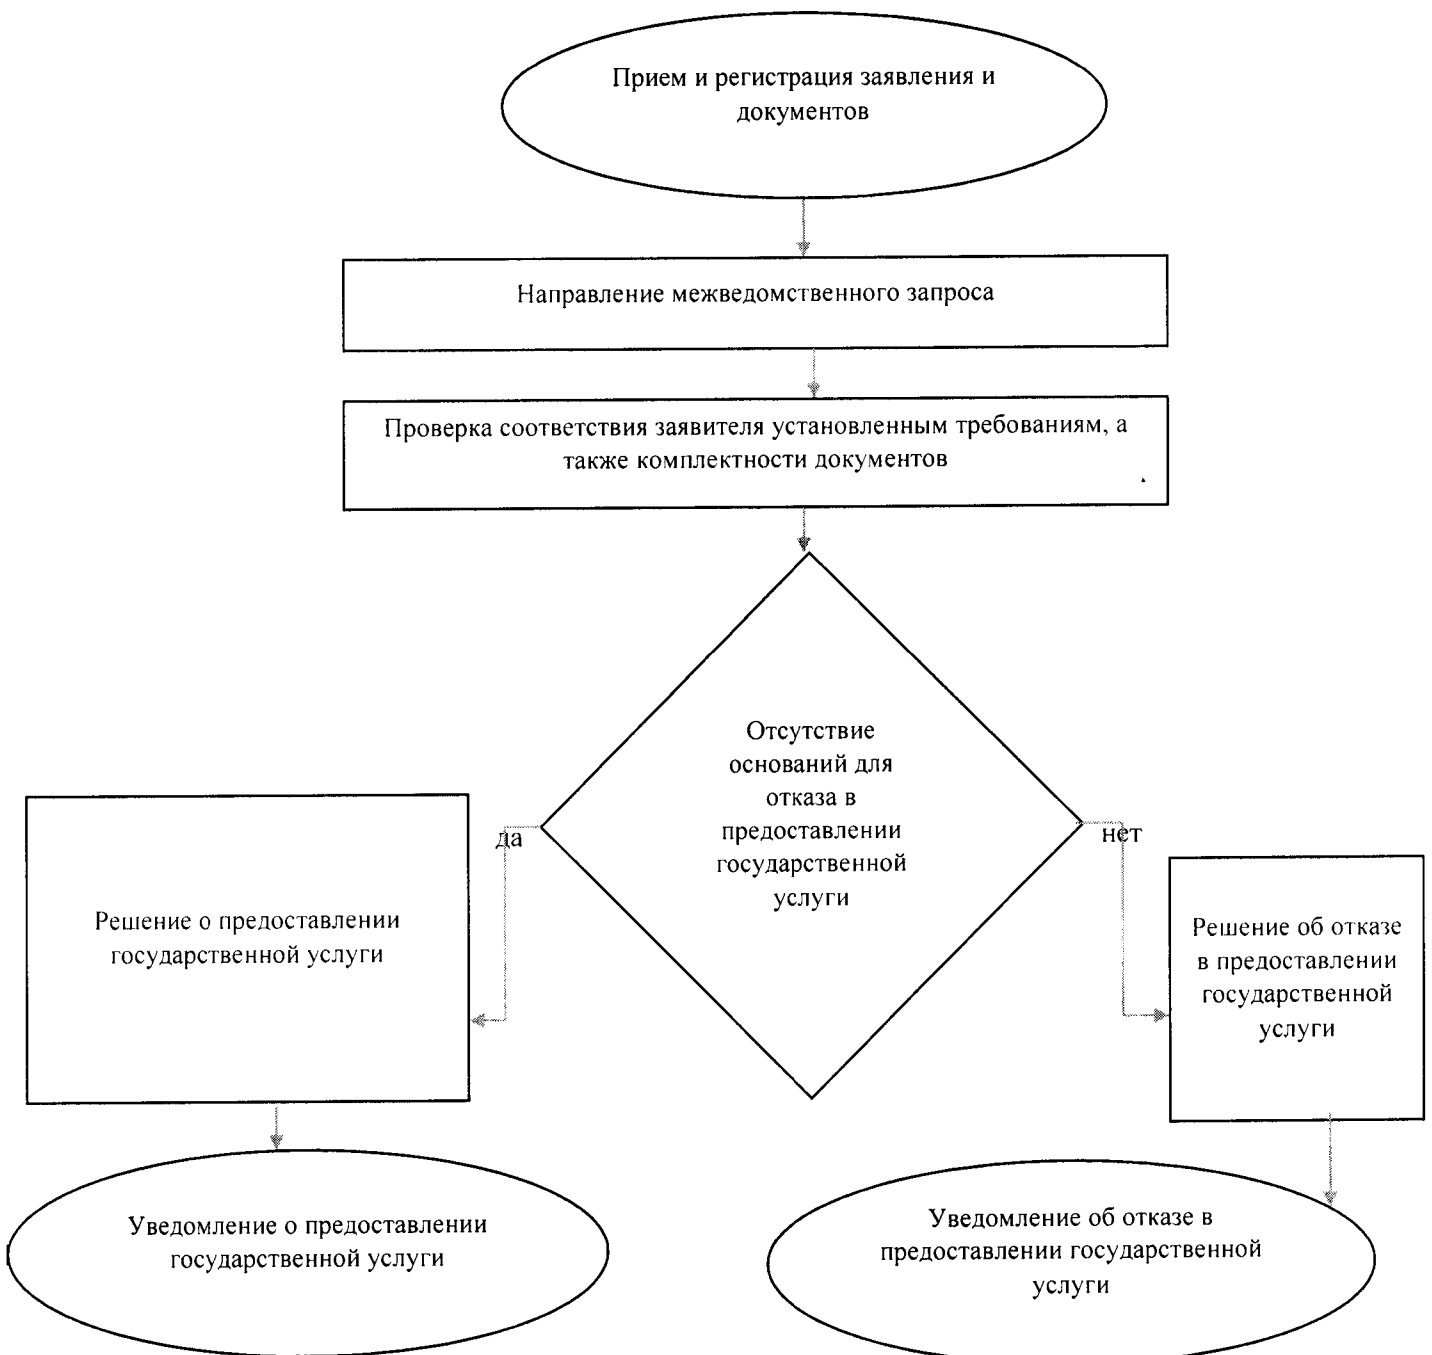 Прием и регистрация заявления и
документов
Направление межведомственного запроса
Проверка соответствия заявителя установленным требованиям, а
также комплектности документов
Отсутствие
оснований для
отказа в
предоставлении
государственной
услуги
да
нет
Решение о предоставлении
государственной услуги
Решение об отказе
в предоставлении
государственной
услуги
Уведомление о предоставлении
государственной услуги
Уведомление об отказе в
предоставлении государственной
услуги